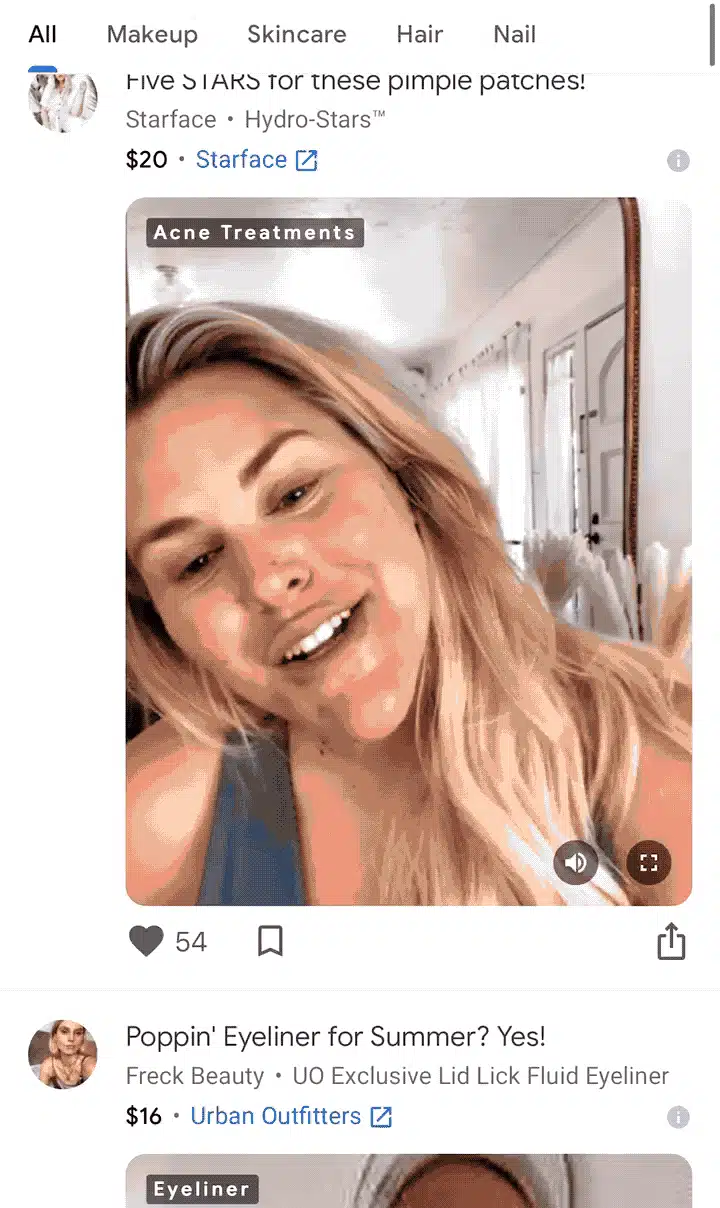 All Makeup Skincare Hair Nail
Five STARS for these pimple patches!
Starface • Hydro-Stars™
$20 • Starface
Acne Treatments
54
Poppin' Eyeliner for Summer? Yes!
Freck Beauty • UO Exclusive Lid Lick Fluid Eyeliner
$16 • Urban Outfitters
Eyeliner